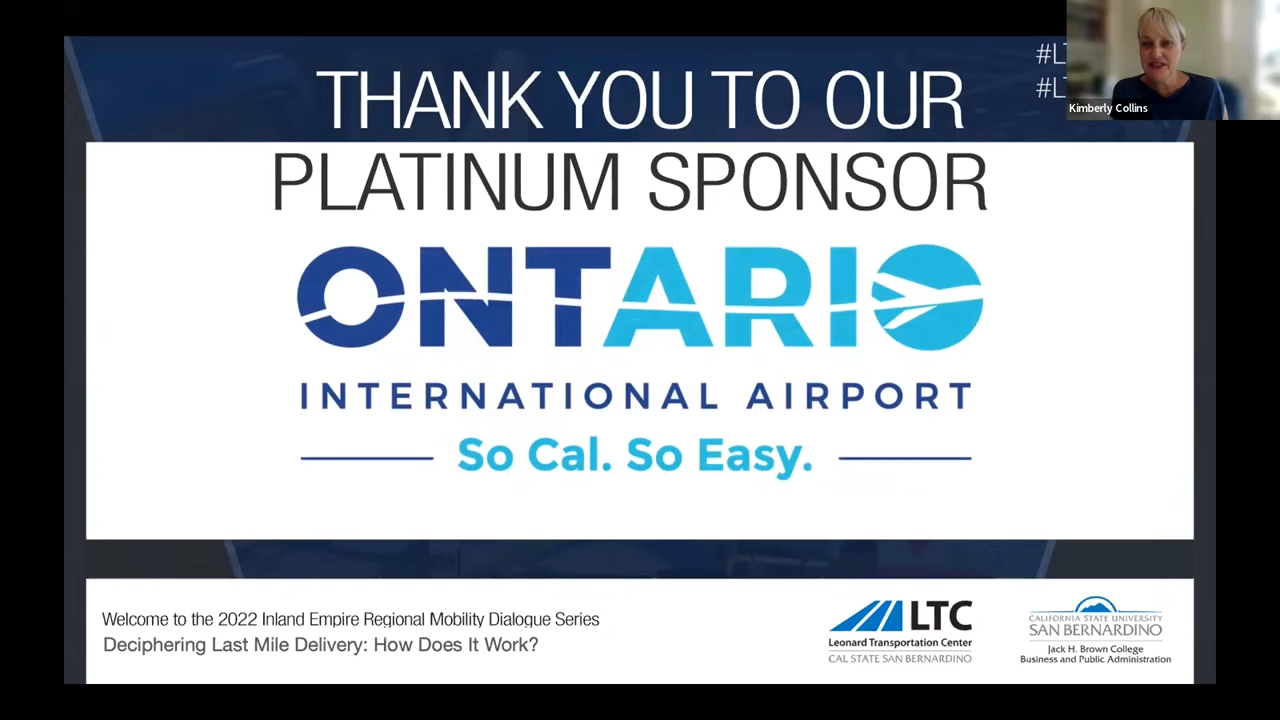 THANK YOU TO OUR
#LT
#LT
Kimberly Collins
PLATINUM SPONSOR
ONTARIO
INTERNATIONAL AIRPORT
So Cal. So Easy.
Welcome to the 2022 Inland Empire Regional Mobility Dialogue Series
Deciphering Last Mile Delivery: How Does It Work?
LTC
Leonard Transportation Center
CAL STATE SAN BERNARDINO
CALIFORNIA STATE UNIVERSITY
SAN BERNARDINO
Jack H. Brown College
Business and Public Administration